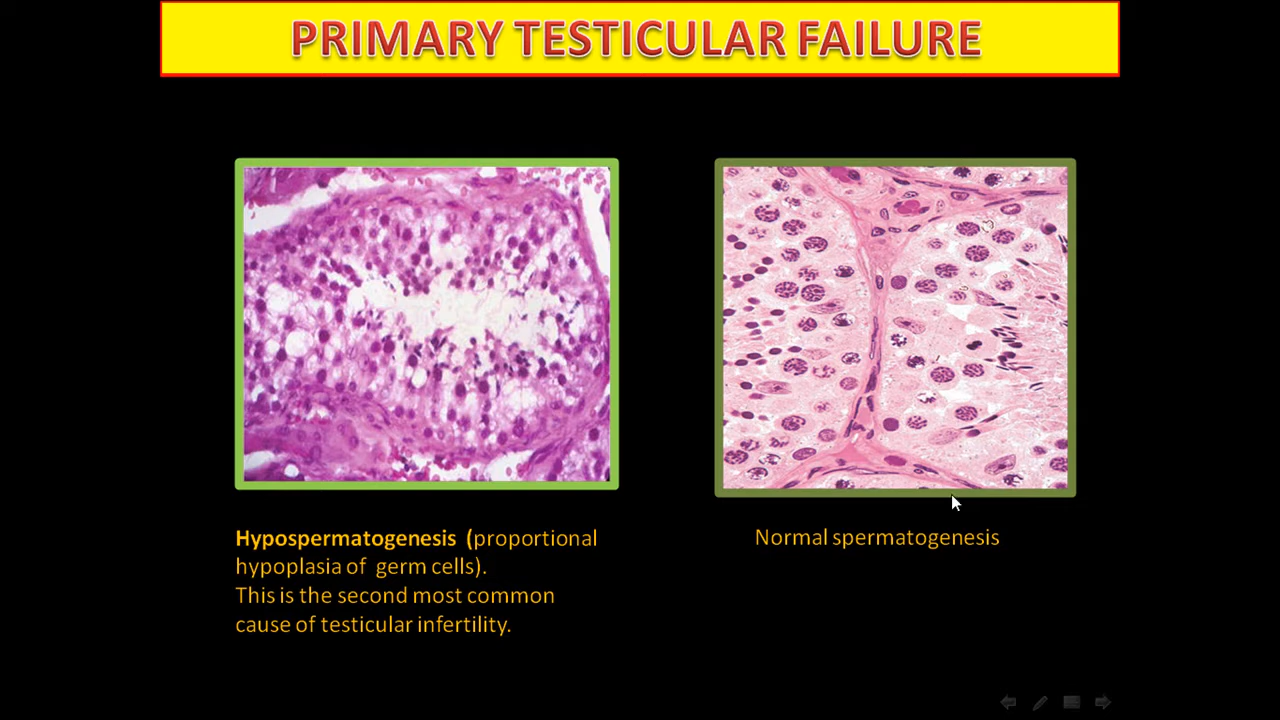 PRIMARY TESTICULAR FAILURE
Hypospermatogenesis (proportional
hypoplasia of germ cells).
This is the second most common
cause of testicular infertility.
Normal spermatogenesis